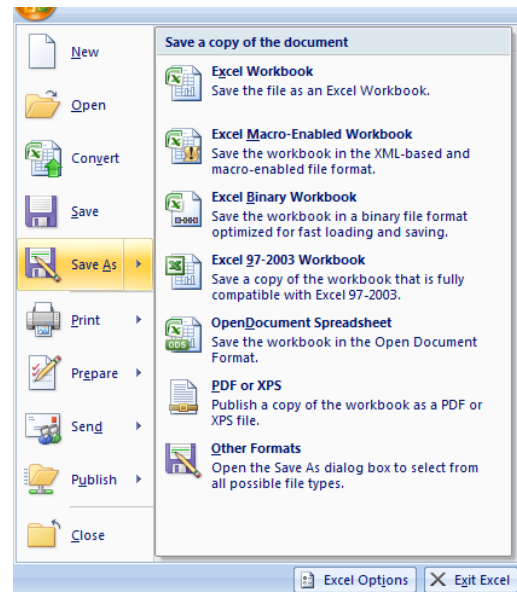 New
Open
Convert
Save
Save As
Print
Prepare
Send
Publish
Close
Save a copy of the document
Excel Workbook
Save the file as an Excel Workbook.
Excel Macro-Enabled Workbook
Save the workbook in the XML-based and
macro-enabled file format.
Excel Binary Workbook
Save the workbook in a binary file format
optimized for fast loading and saving.
Excel 97-2003 Workbook
Save a copy of the workbook that is fully
compatible with Excel 97-2003.
OpenDocument Spreadsheet
Save the workbook in the Open Document
Format.
PDF or XPS
Publish a copy of the workbook as a PDF or
XPS file.
Other Formats
Open the Save As dialog box to select from
all possible file types.
Excel Options
Exit Excel
ODS